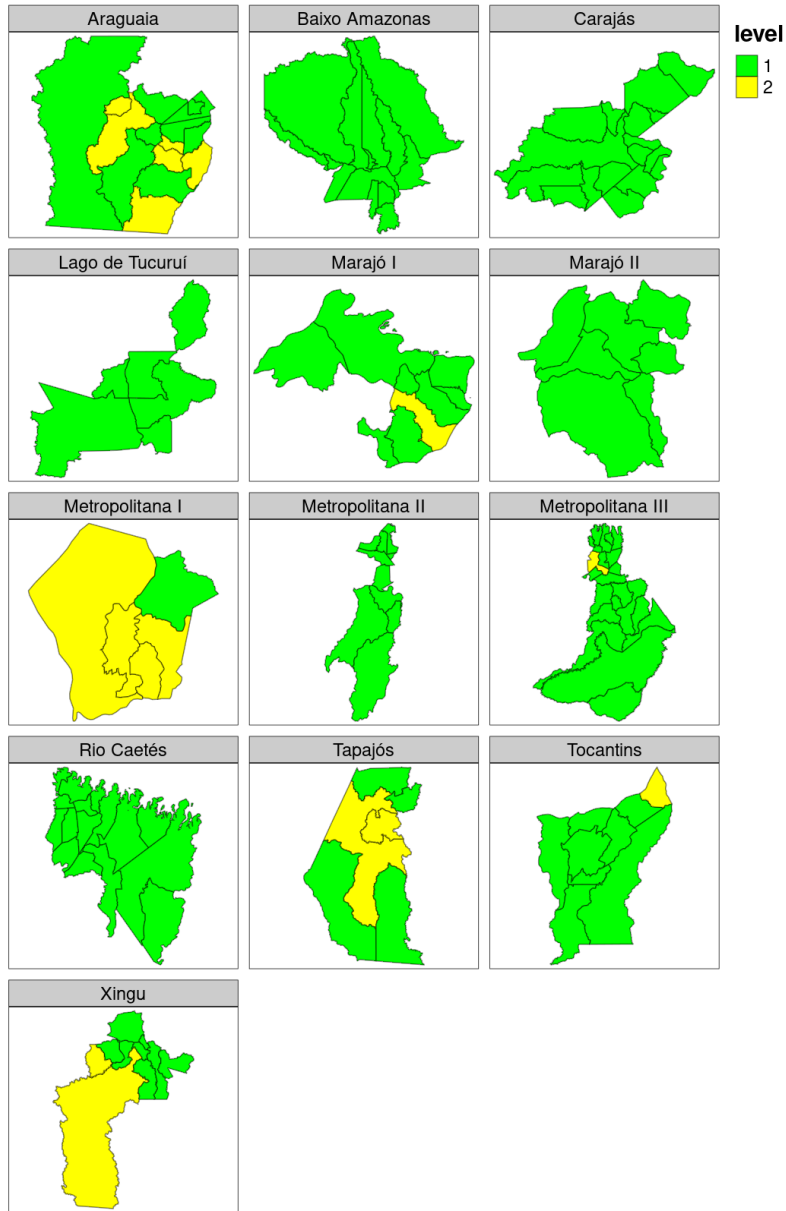 Araguaia
Baixo Amazonas
Carajás
level
1
2
Lago de Tucuruí
Marajó I
Marajó II
Metropolitana I
Metropolitana II
Metropolitana III
Rio Caetés
Tapajós
Tocantins
Xingu